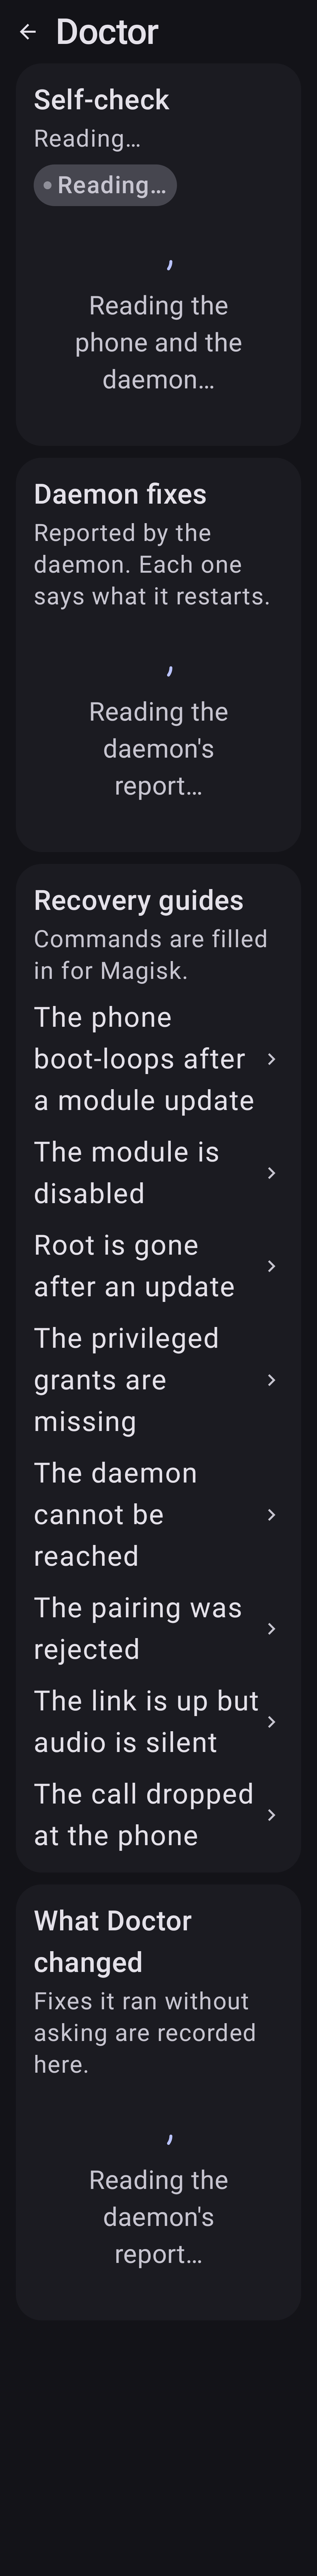 Doctor
Self-check
Reading…
Reading…
Reading the
phone and the
daemon…
Daemon fixes
Reported by the
daemon. Each one
says what it restarts.
Reading the
daemon's
report…
Recovery guides
Commands are filled
in for Magisk.
The phone
boot-loops after
a module update
The module is
disabled
Root is gone
after an update
The privileged
grants are
missing
The daemon
cannot be
reached
The pairing was
rejected
The link is up but
audio is silent
The call dropped
at the phone
What Doctor
changed
Fixes it ran without
asking are recorded
here.
Reading the
daemon's
report…